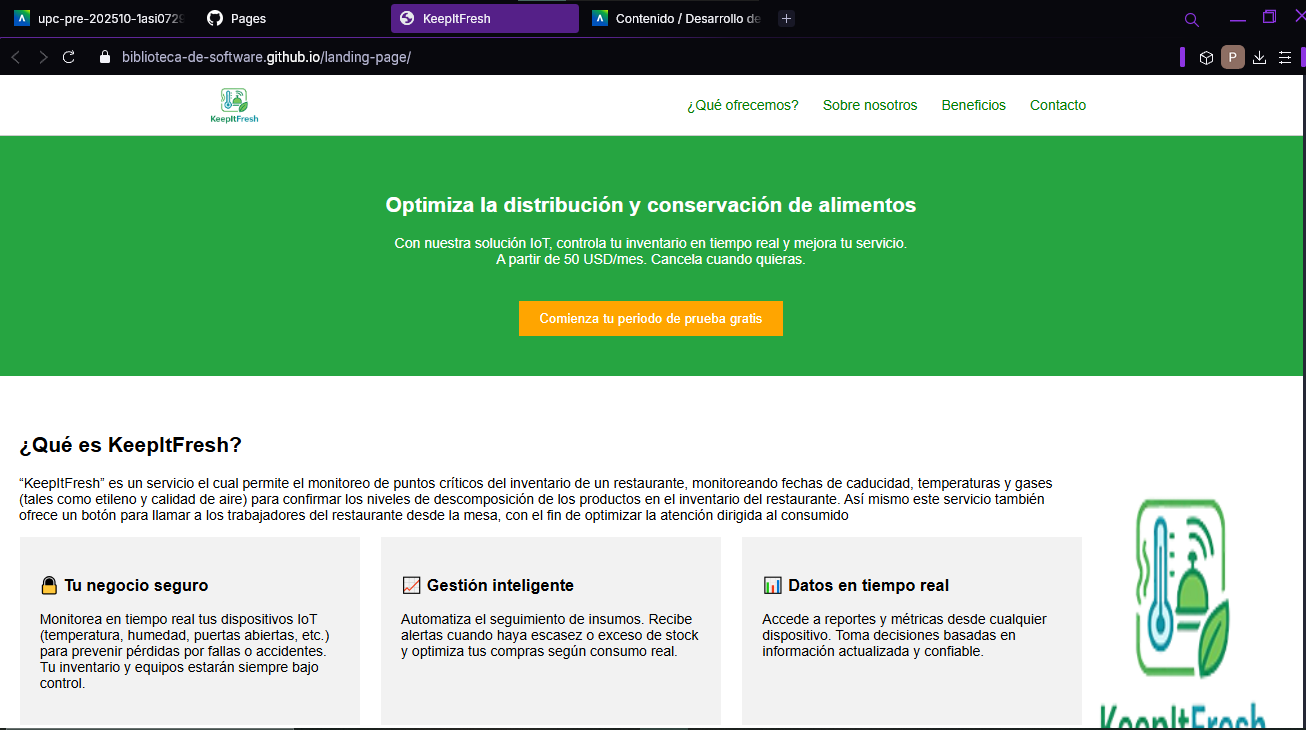 upc-pre-202510-1asi0729
Pages
KeepItFresh
Contenido / Desarrollo de
biblioteca-de-software.github.io/landing-page/
P
KeepItFresh
¿Qué ofrecemos?
Sobre nosotros
Beneficios
Contacto
Optimiza la distribución y conservación de alimentos
Con nuestra solución IoT, controla tu inventario en tiempo real y mejora tu servicio.
A partir de 50 USD/mes. Cancela cuando quieras.
Comienza tu periodo de prueba gratis
¿Qué es KeepItFresh?
“KeepItFresh” es un servicio el cual permite el monitoreo de puntos críticos del inventario de un restaurante, monitoreando fechas de caducidad, temperaturas y gases
(tales como etileno y calidad de aire) para confirmar los niveles de descomposición de los productos en el inventario del restaurante. Así mismo este servicio también
ofrece un botón para llamar a los trabajadores del restaurante desde la mesa, con el fin de optimizar la atención dirigida al consumido
Tu negocio seguro
Monitorea en tiempo real tus dispositivos IoT
(temperatura, humedad, puertas abiertas, etc.)
para prevenir pérdidas por fallas o accidentes.
Tu inventario y equipos estarán siempre bajo
control.
Gestión inteligente
Automatiza el seguimiento de insumos. Recibe
alertas cuando haya escasez o exceso de stock
y optimiza tus compras según consumo real.
Datos en tiempo real
Accede a reportes y métricas desde cualquier
dispositivo. Toma decisiones basadas en
información actualizada y confiable.
KeepItFresh